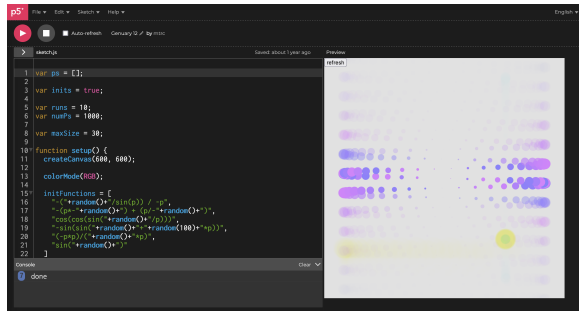 p5* File ▾ Edit ▾ Sketch ▾ Help ▾ English ▾
Auto-refresh Genuary 12 by mtrc
> sketch.js Saved: about 1 year ago Preview
refresh
1 var ps = [];
2
3 var inits = true;
4
5 var runs = 10;
6 var numPs = 1000;
7
8 var maxSize = 30;
9
10 function setup() {
11 createCanvas(600, 600);
12
13 colorMode(RGB);
14
15 initFunctions = [
16 "-("+random()+"/sin(p)) / -p",
17 "-(p+-"+random()+") + (p/-"+random()+")",
18 "cos(cos(sin("+random()+"/p)))",
19 "-sin(sin("+random()+"+"+random(100)+"*p))",
20 "(-p+p)/("+random()+"*p)",
21 "sin("+random()+")"
22 ]
Console Clear
done